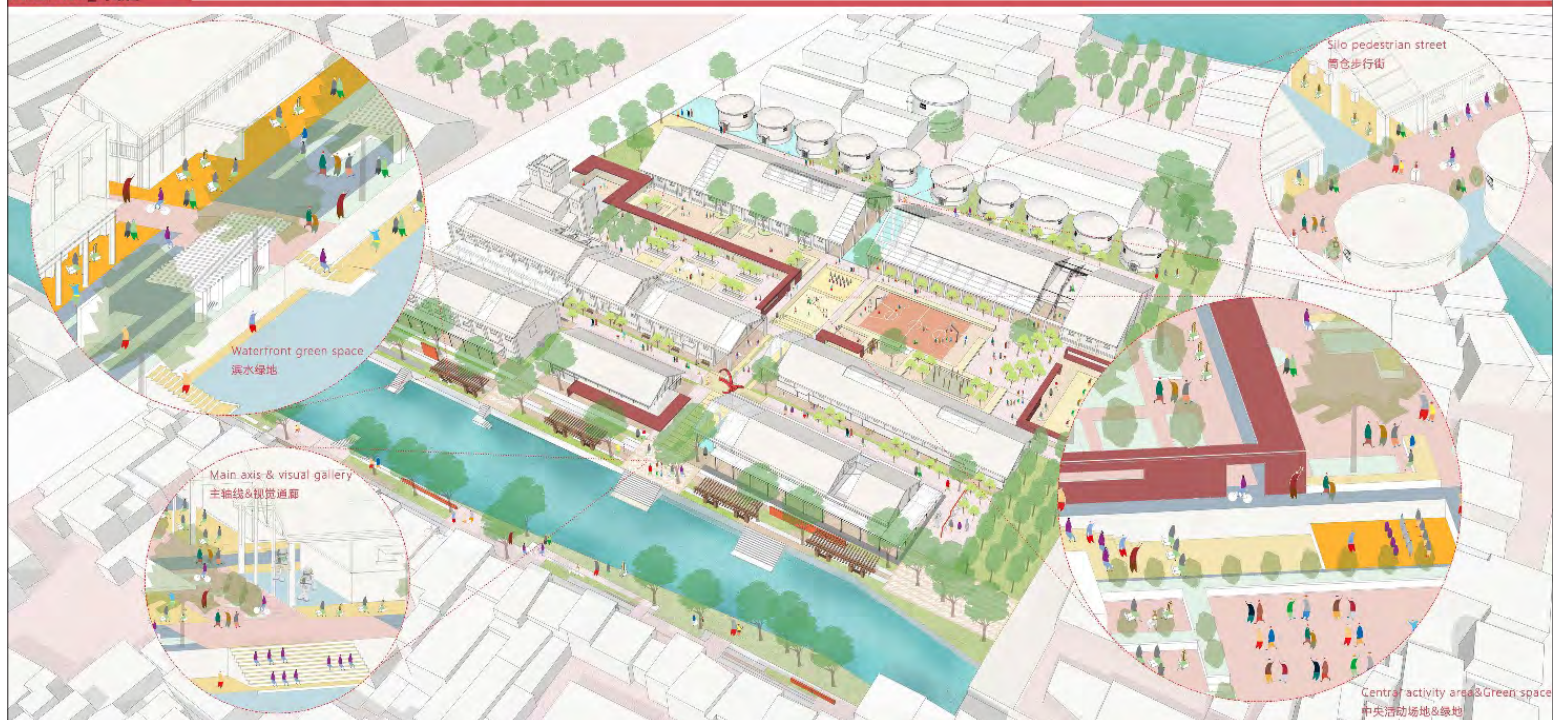 Silo pedestrian street
筒仓步行街
Waterfront green space
滨水绿地
Main axis & visual gallery
主轴线&视觉通廊
Central activity area&Green space
中央活动场地&绿地